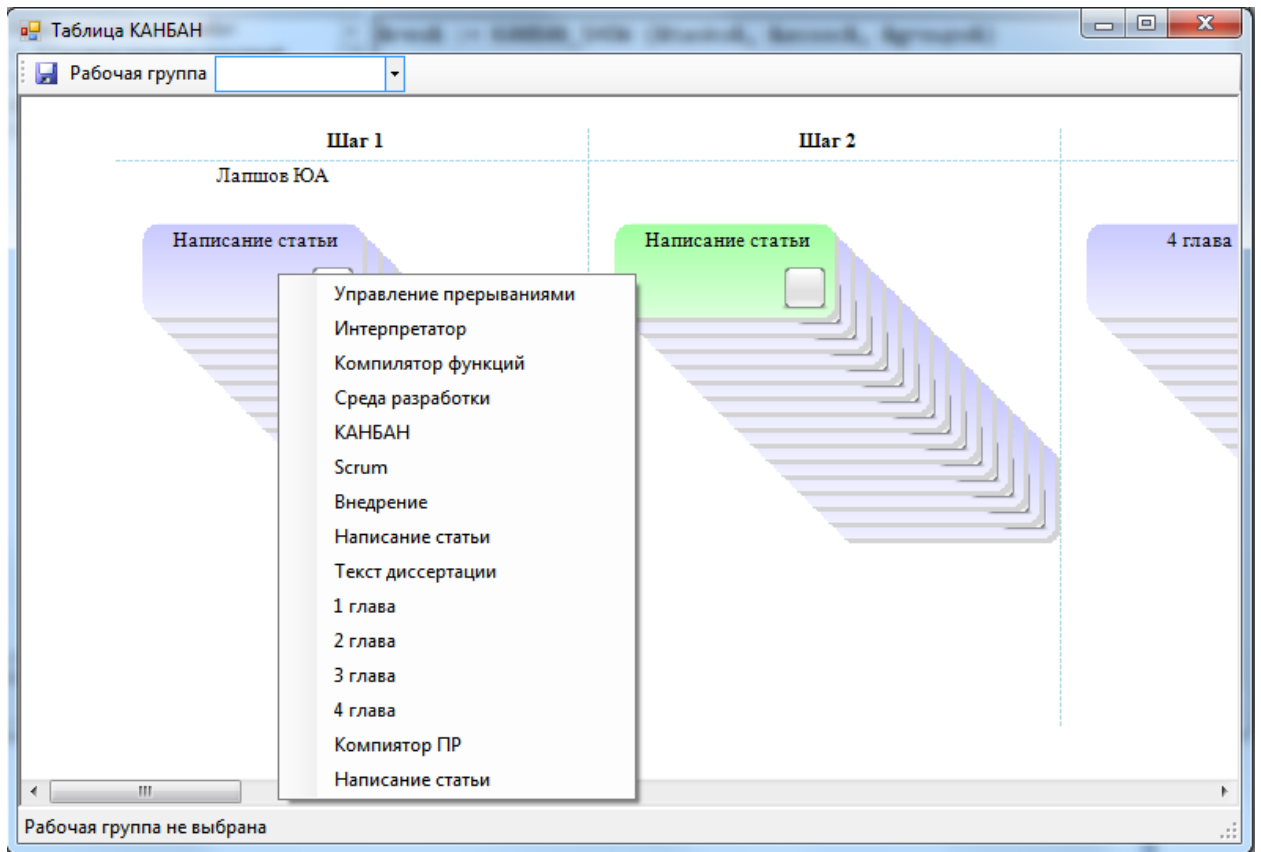 Таблица КАНБАН
Рабочая группа
Шаг 1 Шаг 2
Лапшов ЮА
Написание статьи Написание статьи 4 глава
Управление прерываниями
Интерпретатор
Компилятор функций
Среда разработки
КАНБАН
Scrum
Внедрение
Написание статьи
Текст диссертации
1 глава
2 глава
3 глава
4 глава
Компиятор ПР
Написание статьи
Рабочая группа не выбрана